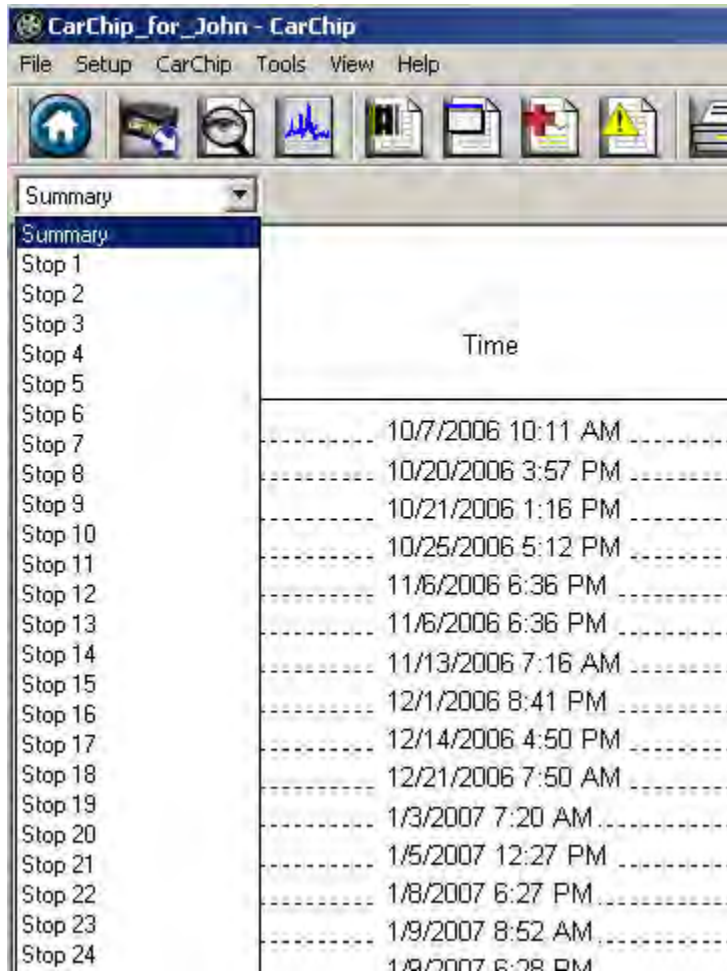 CarChip_for_John - CarChip
File Setup CarChip Tools View Help
Summary
Summary
Stop 1
Stop 2
Stop 3
Stop 4
Stop 5
Stop 6
Stop 7
Stop 8
Stop 9
Stop 10
Stop 11
Stop 12
Stop 13
Stop 14
Stop 15
Stop 16
Stop 17
Stop 18
Stop 19
Stop 20
Stop 21
Stop 22
Stop 23
Stop 24
Time
10/7/2006 10:11 AM
10/20/2006 3:57 PM
10/21/2006 1:16 PM
10/25/2006 5:12 PM
11/6/2006 6:36 PM
11/6/2006 6:36 PM
11/13/2006 7:16 AM
12/1/2006 8:41 PM
12/14/2006 4:50 PM
12/21/2006 7:50 AM
1/3/2007 7:20 AM
1/5/2007 12:27 PM
1/8/2007 6:27 PM
1/9/2007 8:52 AM
1/9/2007 6:28 PM